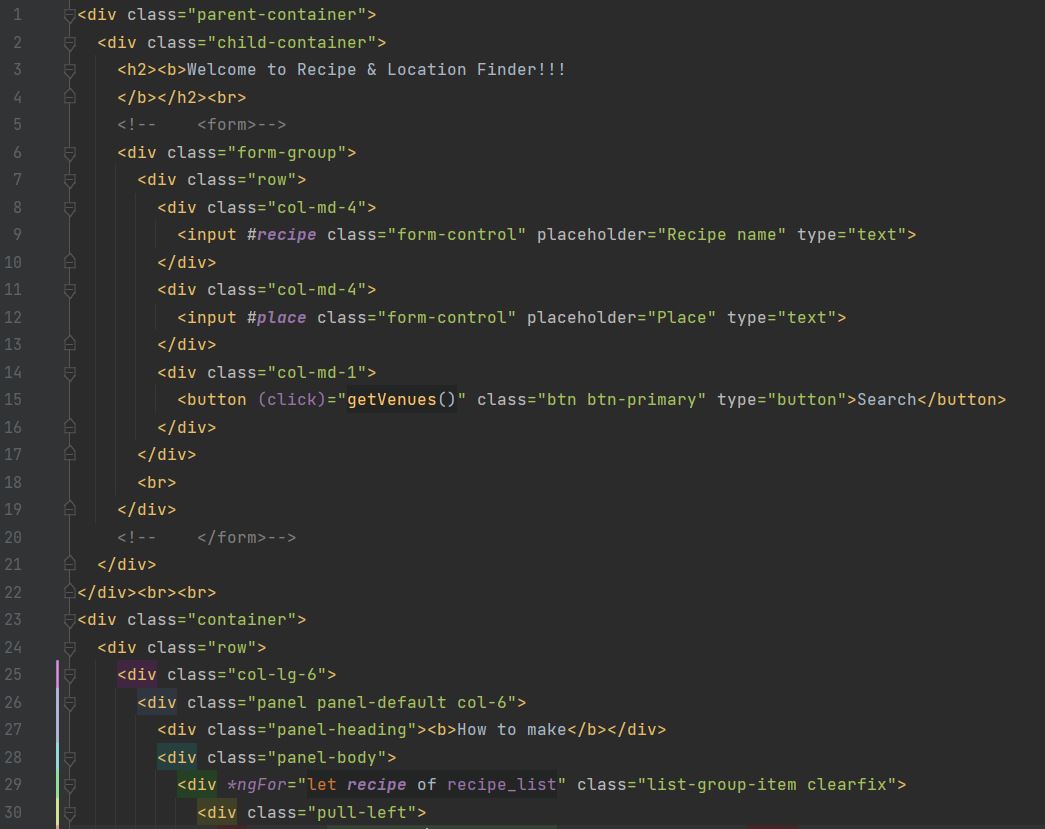 1 <div class="parent-container">
2   <div class="child-container">
3     <h2><b>Welcome to Recipe & Location Finder!!!
4     </b></h2><br>
5     <!--    <form>-->
6     <div class="form-group">
7       <div class="row">
8         <div class="col-md-4">
9           <input #recipe class="form-control" placeholder="Recipe name" type="text">
10         </div>
11         <div class="col-md-4">
12           <input #place class="form-control" placeholder="Place" type="text">
13         </div>
14         <div class="col-md-1">
15           <button (click)="getVenues()" class="btn btn-primary" type="button">Search</button>
16         </div>
17       </div>
18       <br>
19     </div>
20     <!--    </form>-->
21   </div>
22 </div><br><br>
23 <div class="container">
24   <div class="row">
25     <div class="col-lg-6">
26       <div class="panel panel-default col-6">
27         <div class="panel-heading"><b>How to make</b></div>
28         <div class="panel-body">
29           <div *ngFor="let recipe of recipe_list" class="list-group-item clearfix">
30             <div class="pull-left">